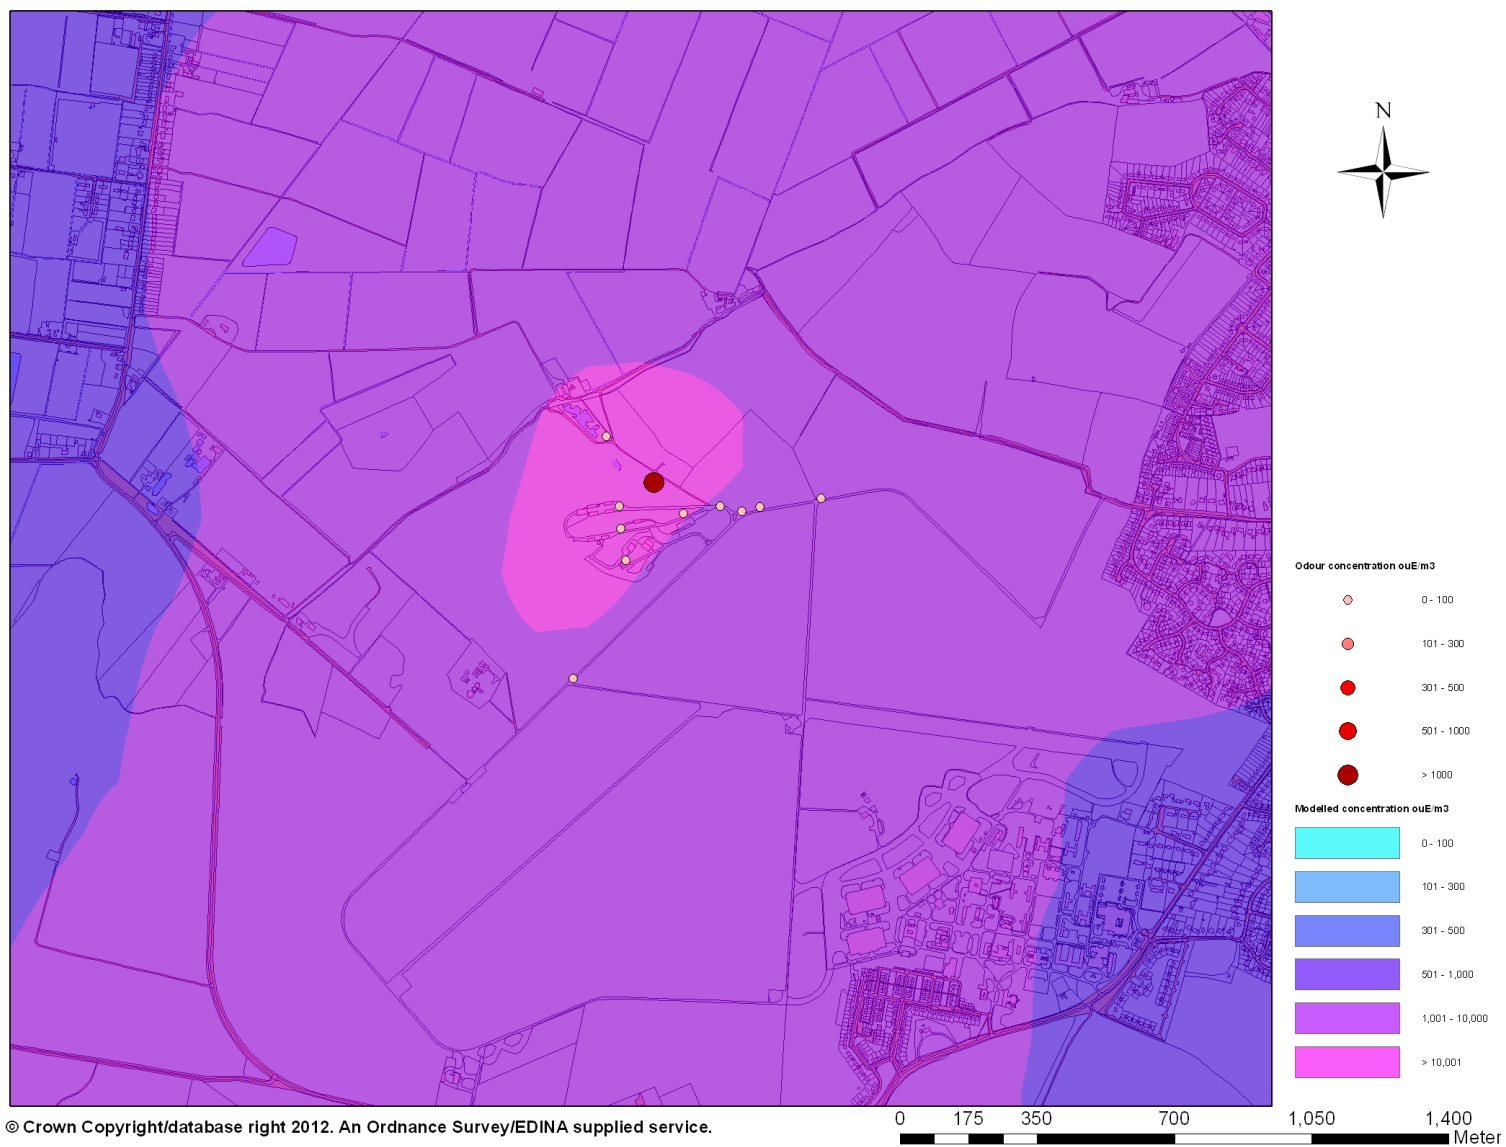 N
Odour concentration ouE/m3
0 - 100
101 - 300
301 - 500
501 - 1000
> 1000
Modelled concentration ouE/m3
0 - 100
101 - 300
301 - 500
501 - 1,000
1,001 - 10,000
> 10,001
0 175 350 700 1,050 1,400
Meter
© Crown Copyright/database right 2012. An Ordnance Survey/EDINA supplied service.